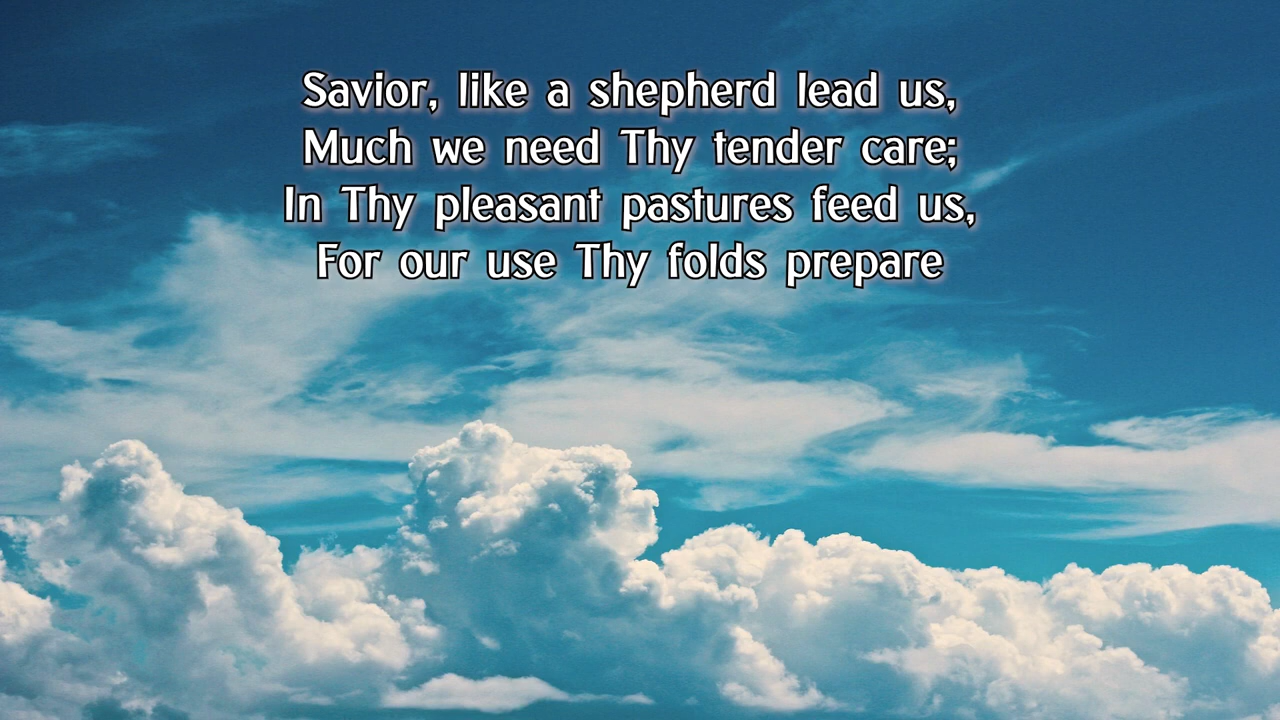 Savior, like a shepherd lead us,
Much we need Thy tender care;
In Thy pleasant pastures feed us,
For our use Thy folds prepare